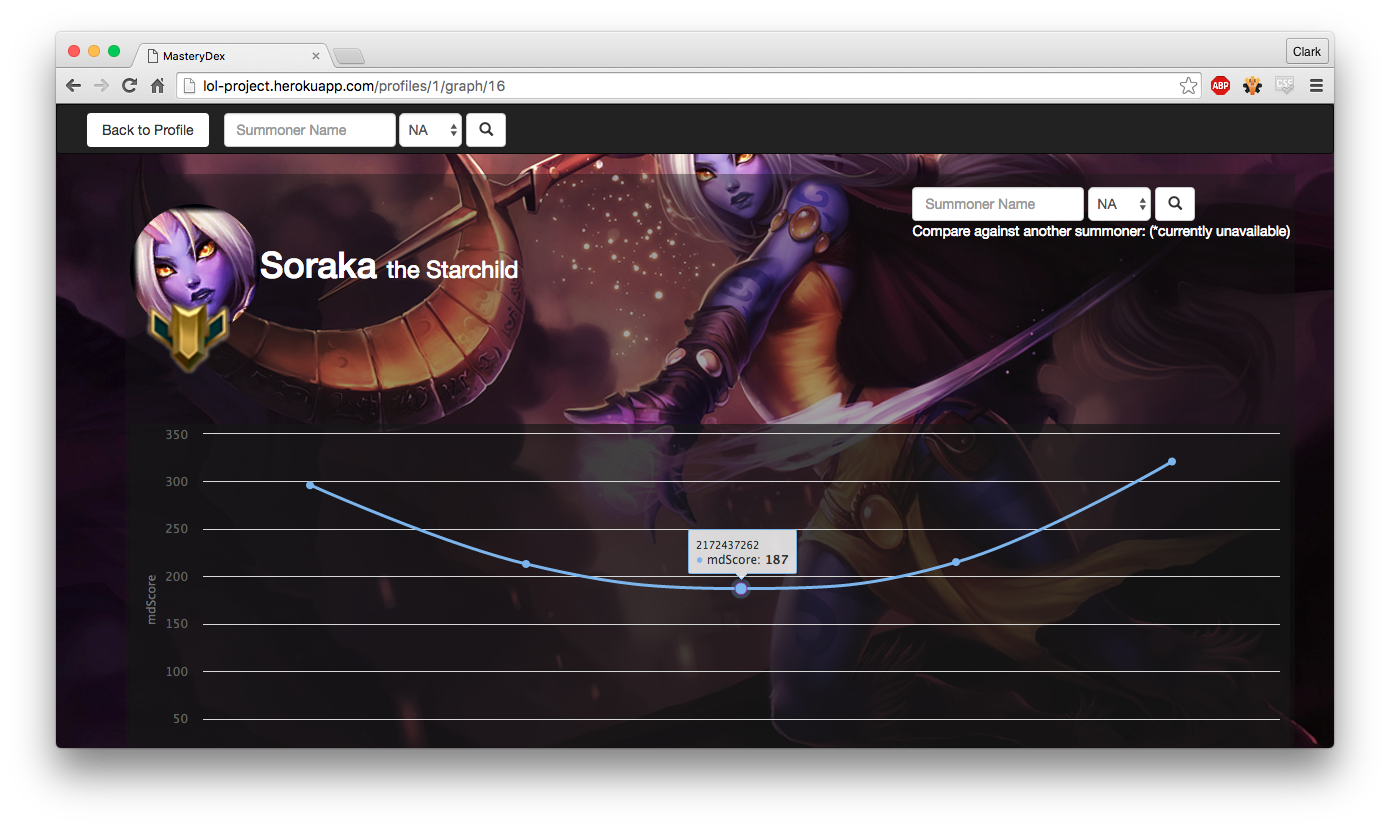 MasteryDex
Clark
lol-project.herokuapp.com/profiles/1/graph/16
ABP
CSS
Back to Profile
Summoner Name
NA
Summoner Name
NA
Compare against another summoner: (*currently unavailable)
Soraka the Starchild
350
300
250
200
150
100
50
mdScore
2172437262
mdScore: 187